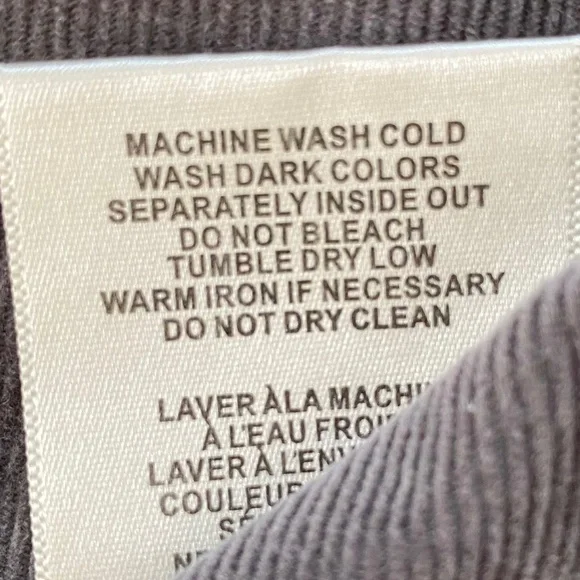 MACHINE WASH COLD
WASH DARK COLORS
SEPARATELY INSIDE OUT
DO NOT BLEACH
TUMBLE DRY LOW
WARM IRON IF NECESSARY
DO NOT DRY CLEAN
LAVER ÀLA
À L'EAU
LAVER À